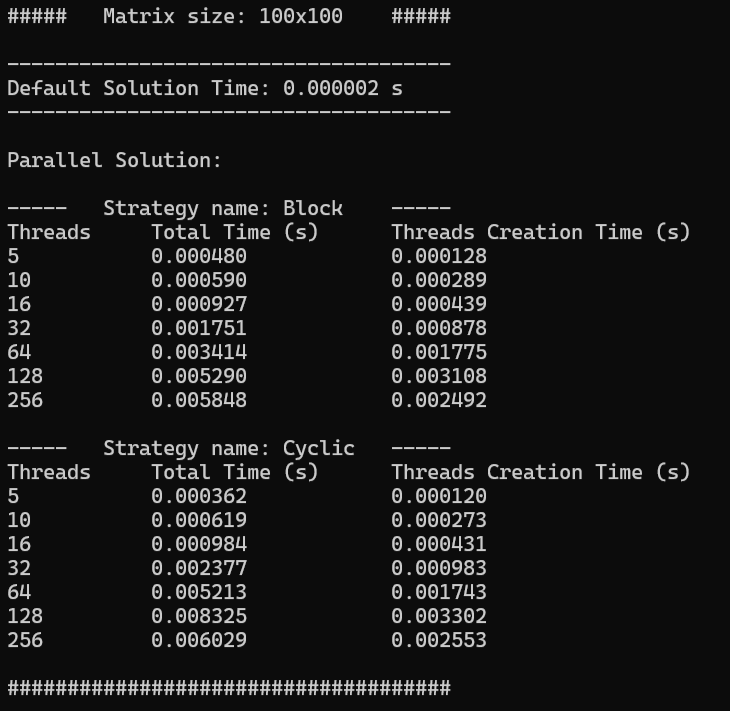 #####   Matrix size: 100x100    #####
-------------------------------------
Default Solution Time: 0.000002 s
-------------------------------------
Parallel Solution:
-----   Strategy name: Block    -----
Threads     Total Time (s)      Threads Creation Time (s)
5           0.000480            0.000128
10          0.000590            0.000289
16          0.000927            0.000439
32          0.001751            0.000878
64          0.003414            0.001775
128         0.005290            0.003108
256         0.005848            0.002492
-----   Strategy name: Cyclic   -----
Threads     Total Time (s)      Threads Creation Time (s)
5           0.000362            0.000120
10          0.000619            0.000273
16          0.000984            0.000431
32          0.002377            0.000983
64          0.005213            0.001743
128         0.008325            0.003302
256         0.006029            0.002553
#####################################